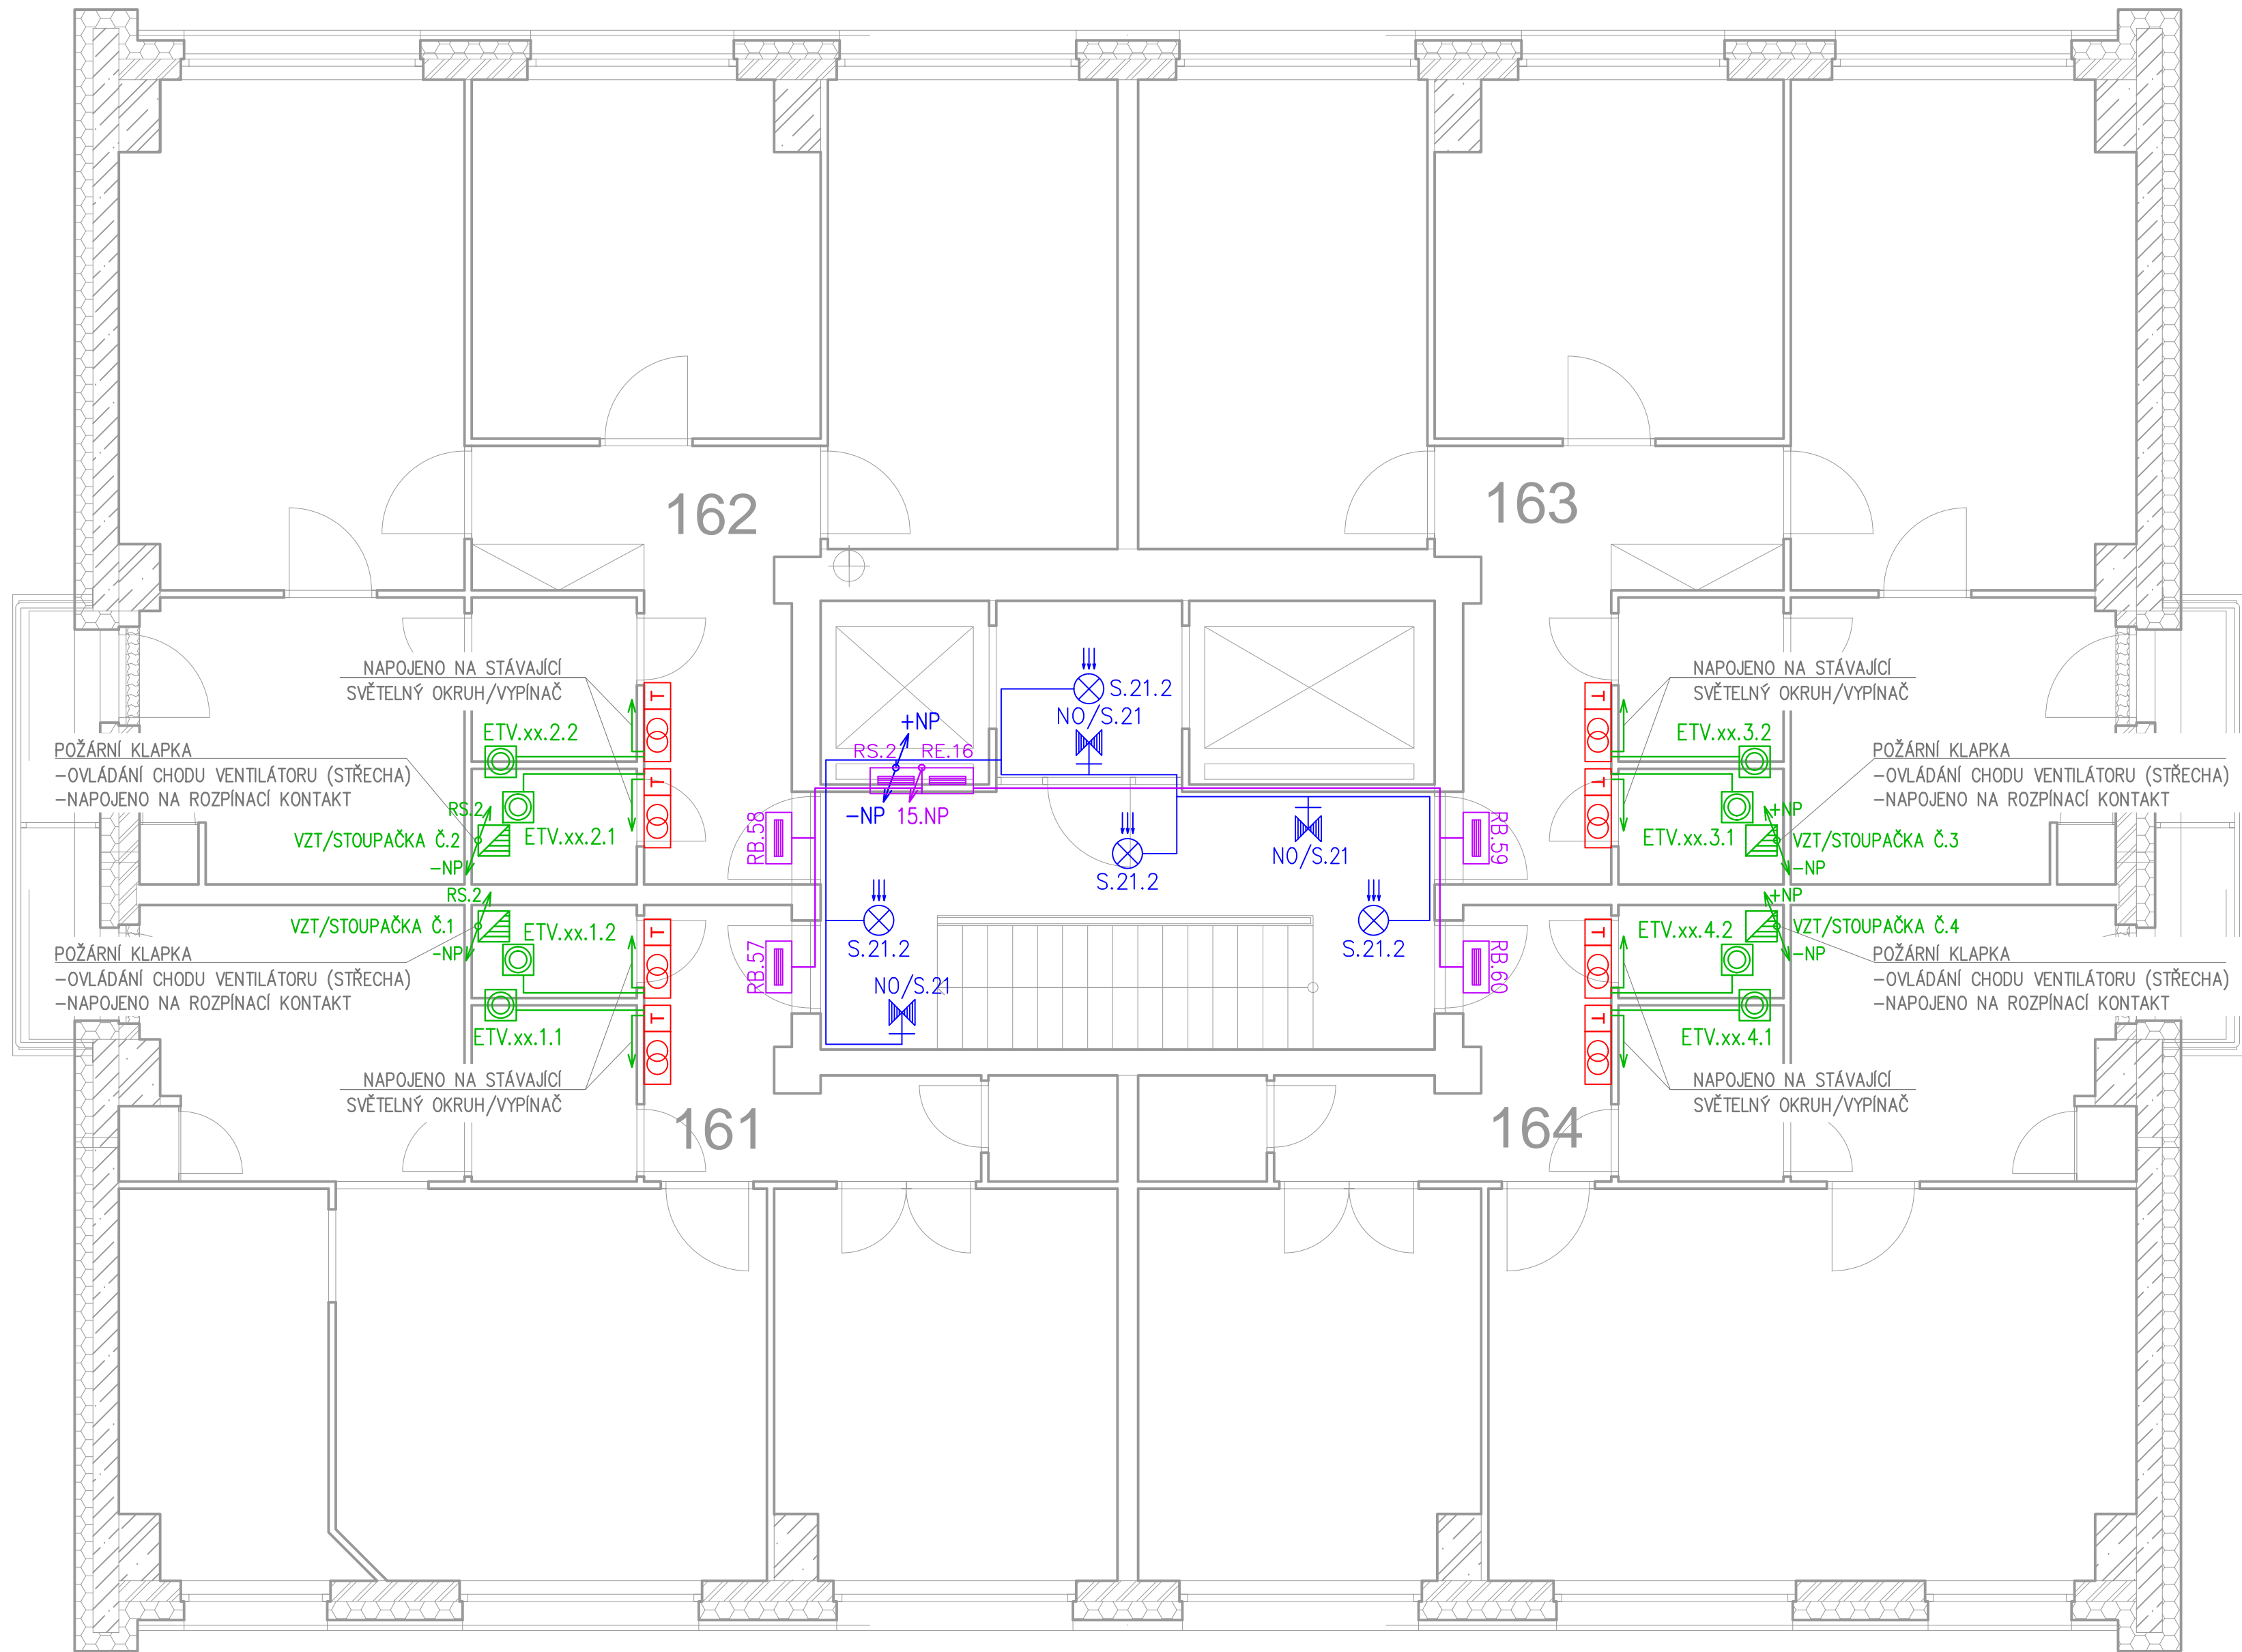 162
163
NAPOJENO NA STÁVAJÍCÍ
SVĚTELNÝ OKRUH/VYPÍNAČ
T
ETV.xx.2.2
POŽÁRNÍ KLAPKA
-OVLÁDÁNÍ CHODU VENTILÁTORU (STŘECHA)
-NAPOJENO NA ROZPÍNACÍ KONTAKT
T
RS.2
VZT/STOUPAČKA Č.2
ETV.xx.2.1
-NP
RS.2
VZT/STOUPAČKA Č.1
ETV.xx.1.2
-NP
T
POŽÁRNÍ KLAPKA
-OVLÁDÁNÍ CHODU VENTILÁTORU (STŘECHA)
-NAPOJENO NA ROZPÍNACÍ KONTAKT
T
ETV.xx.1.1
NAPOJENO NA STÁVAJÍCÍ
SVĚTELNÝ OKRUH/VYPÍNAČ
161
S.21.2
NO/S.21
+NP
RS.2
RE.16
-NP
15.NP
RB.58
RB.59
S.21.2
NO/S.21
S.21.2
S.21.2
RB.57
RB.60
NO/S.21
NAPOJENO NA STÁVAJÍCÍ
SVĚTELNÝ OKRUH/VYPÍNAČ
T
ETV.xx.3.2
POŽÁRNÍ KLAPKA
-OVLÁDÁNÍ CHODU VENTILÁTORU (STŘECHA)
-NAPOJENO NA ROZPÍNACÍ KONTAKT
T
+NP
ETV.xx.3.1
VZT/STOUPAČKA Č.3
-NP
+NP
ETV.xx.4.2
VZT/STOUPAČKA Č.4
-NP
T
POŽÁRNÍ KLAPKA
-OVLÁDÁNÍ CHODU VENTILÁTORU (STŘECHA)
-NAPOJENO NA ROZPÍNACÍ KONTAKT
T
ETV.xx.4.1
NAPOJENO NA STÁVAJÍCÍ
SVĚTELNÝ OKRUH/VYPÍNAČ
164